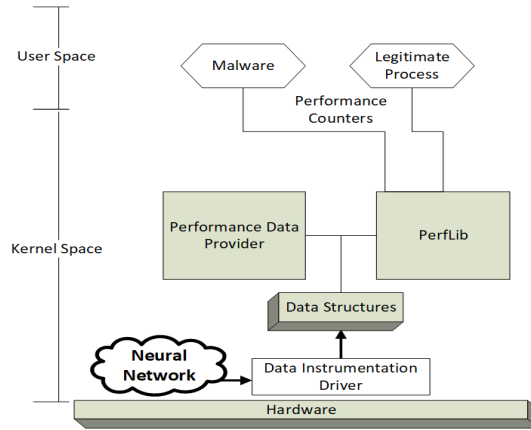 User Space
Malware
Legitimate
Process
Performance
Counters
Kernel Space
Performance Data
Provider
PerfLib
Data Structures
Neural
Network
Data Instrumentation
Driver
Hardware